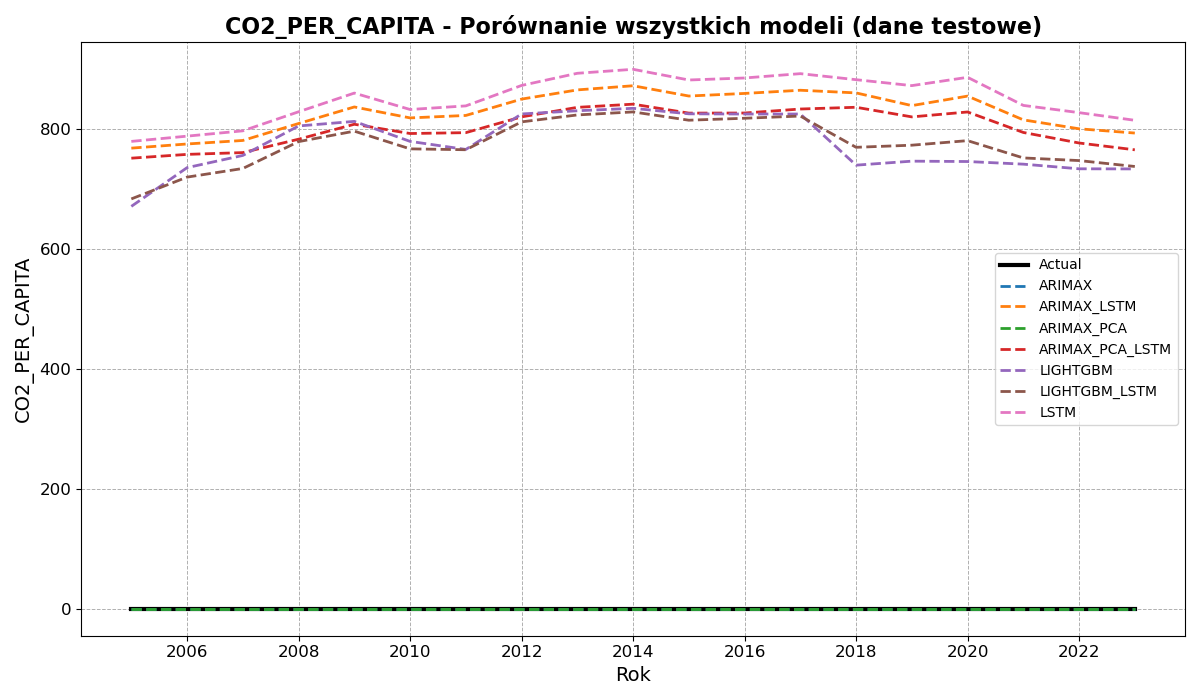 CO2_PER_CAPITA - Porównanie wszystkich modeli (dane testowe)
CO2_PER_CAPITA
800
600
400
200
0
Actual
ARIMAX
ARIMAX_LSTM
ARIMAX_PCA
ARIMAX_PCA_LSTM
LIGHTGBM
LIGHTGBM_LSTM
LSTM
2006 2008 2010 2012 2014 2016 2018 2020 2022
Rok